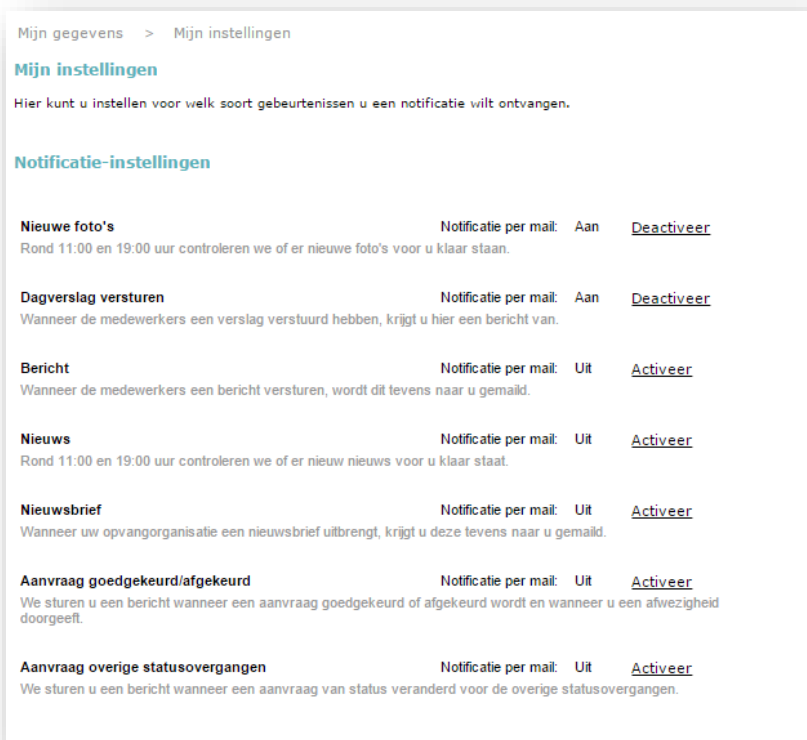 Mijn gegevens > Mijn instellingen
Mijn instellingen
Hier kunt u instellen voor welk soort gebeurtenissen u een notificatie wilt ontvangen.
Notificatie-instellingen
Nieuwe foto's Notificatie per mail: Aan Deactiveer
Rond 11:00 en 19:00 uur controleren we of er nieuwe foto's voor u klaar staan.
Dagverslag versturen Notificatie per mail: Aan Deactiveer
Wanneer de medewerkers een verslag verstuurd hebben, krijgt u hier een bericht van.
Bericht Notificatie per mail: Uit Activeer
Wanneer de medewerkers een bericht versturen, wordt dit tevens naar u gemaild.
Nieuws Notificatie per mail: Uit Activeer
Rond 11:00 en 19:00 uur controleren we of er nieuw nieuws voor u klaar staat.
Nieuwsbrief Notificatie per mail: Uit Activeer
Wanneer uw opvangorganisatie een nieuwsbrief uitbrengt, krijgt u deze tevens naar u gemaild.
Aanvraag goedgekeurd/afgekeurd Notificatie per mail: Uit Activeer
We sturen u een bericht wanneer een aanvraag goedgekeurd of afgekeurd wordt en wanneer u een afwezigheid
doorgeeft.
Aanvraag overige statusovergangen Notificatie per mail: Uit Activeer
We sturen u een bericht wanneer een aanvraag van status veranderd voor de overige statusovergangen.